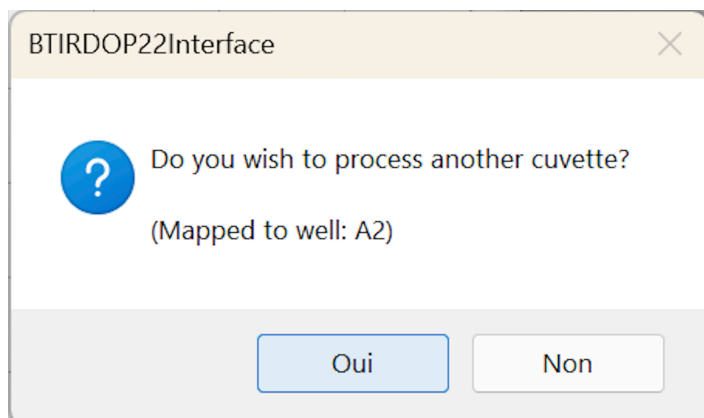 BTIRDOP22Interface
Do you wish to process another cuvette?
(Mapped to well: A2)
Oui
Non